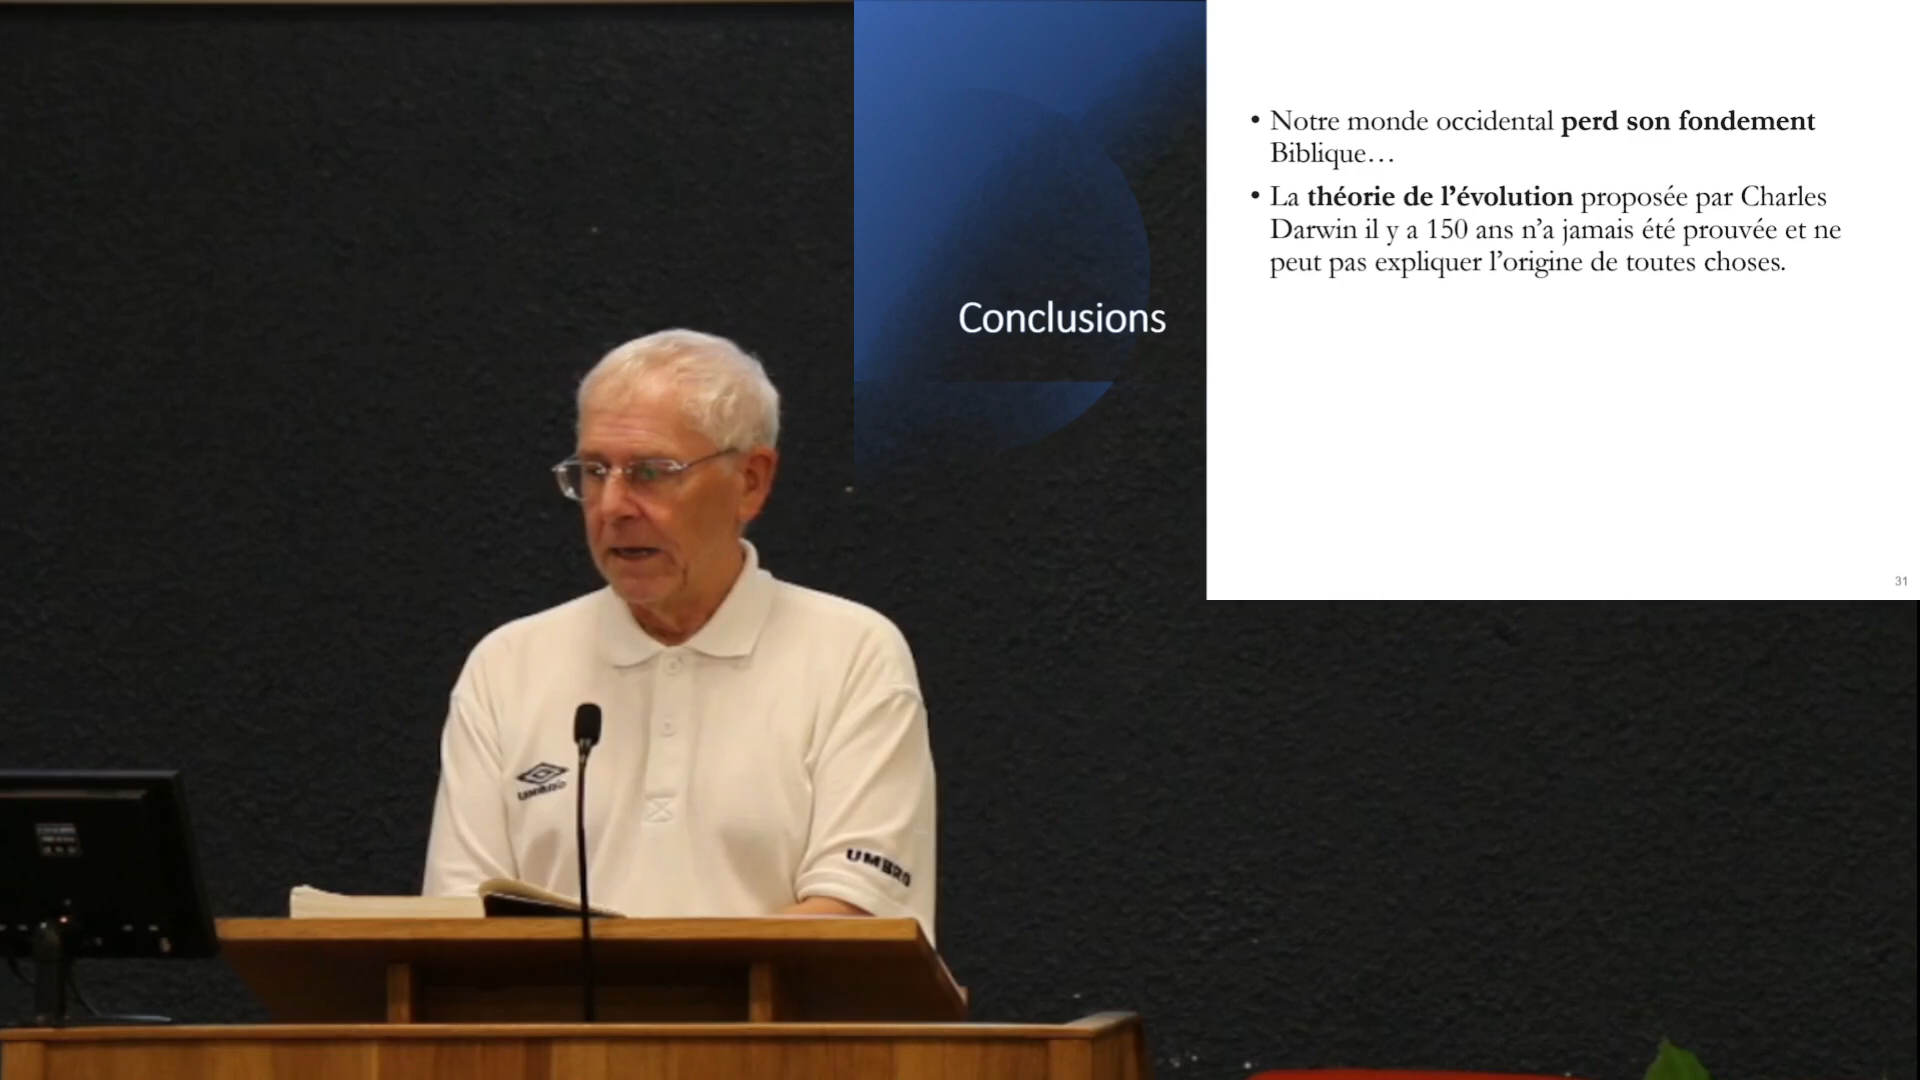 Conclusions
• Notre monde occidental perd son fondement
Biblique…
• La théorie de l’évolution proposée par Charles
Darwin il y a 150 ans n’a jamais été prouvée et ne
peut pas expliquer l’origine de toutes choses.
31
UMBRO
UMBRO